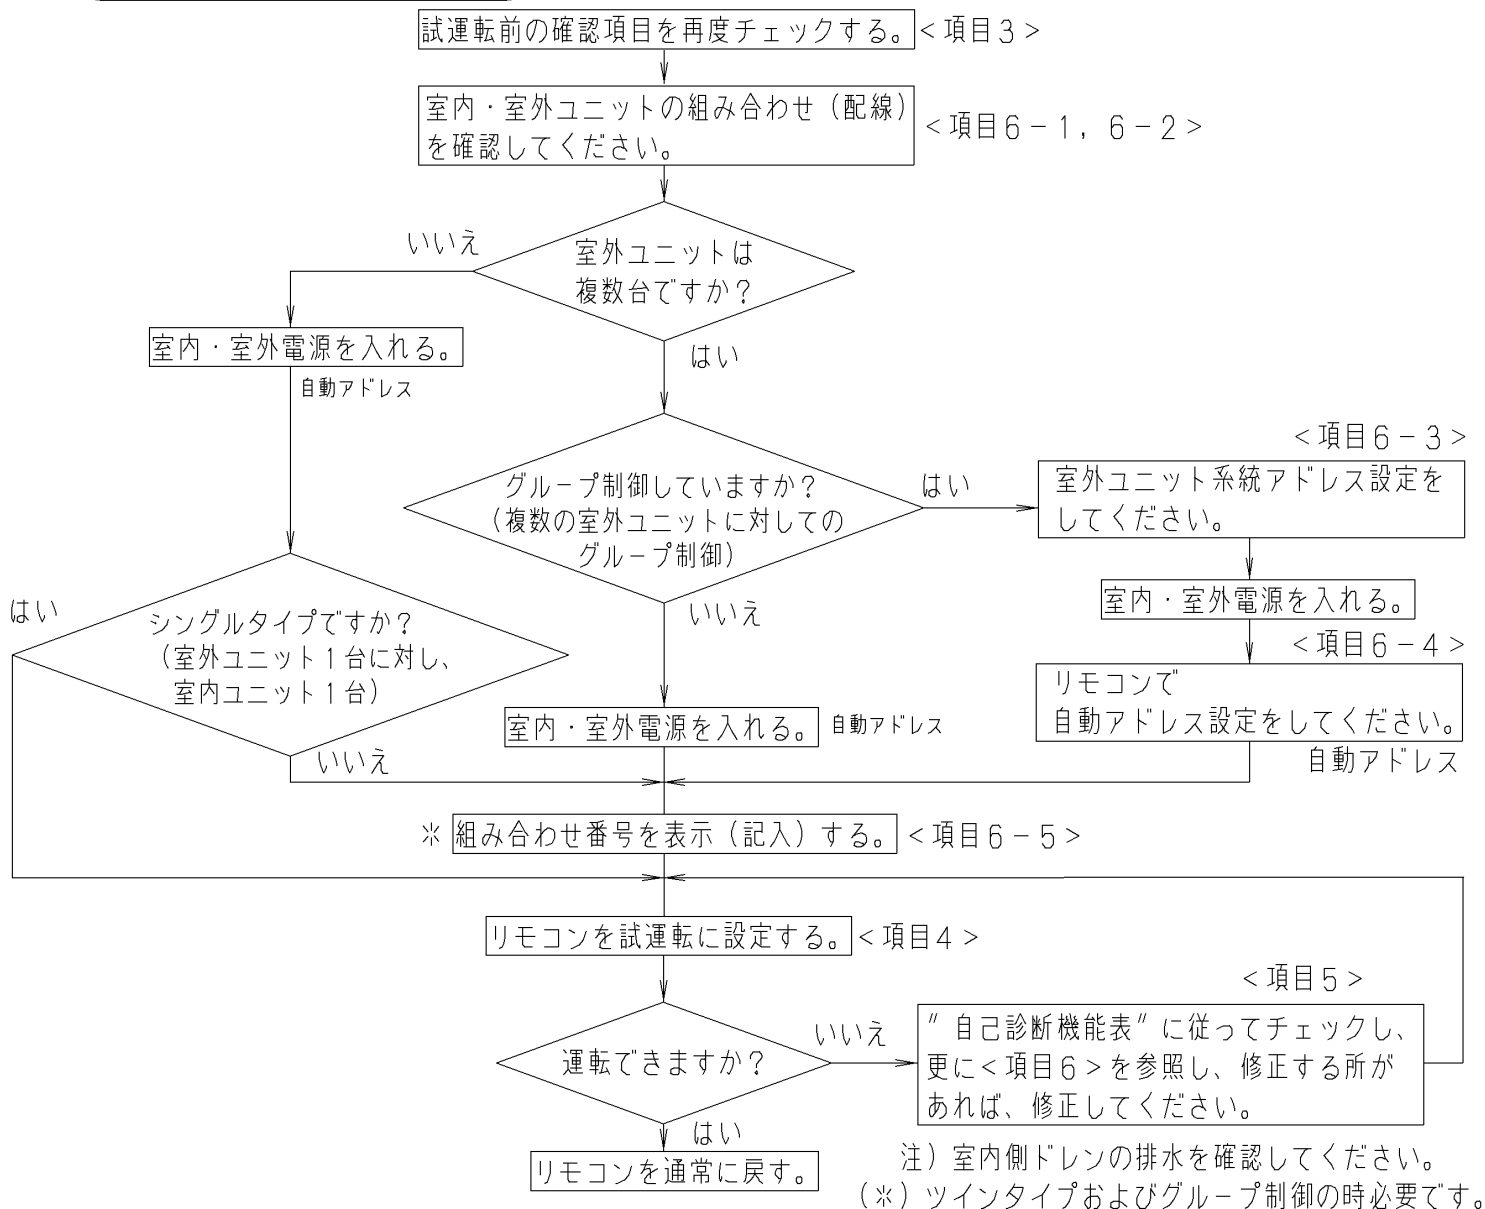 試運転前の確認項目を再度チェックする。<項目3>
室内・室外ユニットの組み合わせ(配線)
を確認してください。
<項目6-1, 6-2>
室外ユニットは
複数台ですか?
いいえ
はい
室内・室外電源を入れる。
自動アドレス
グループ制御していますか?
(複数の室外ユニットに対しての
グループ制御)
はい
いいえ
<項目6-3>
室外ユニット系統アドレス設定を
してください。
室内・室外電源を入れる。
<項目6-4>
リモコンで
自動アドレス設定をしてください。
自動アドレス
はい
シングルタイプですか?
(室外ユニット1台に対し、
室内ユニット1台)
いいえ
室内・室外電源を入れる。
自動アドレス
※組み合わせ番号を表示(記入)する。<項目6-5>
リモコンを試運転に設定する。<項目4>
運転できますか?
いいえ
はい
<項目5>
"自己診断機能表"に従ってチェックし、
更に<項目6>を参照し、修正する所が
あれば、修正してください。
リモコンを通常に戻す。
注)室内側ドレンの排水を確認してください。
(※)ツインタイプおよびグループ制御の時必要です。